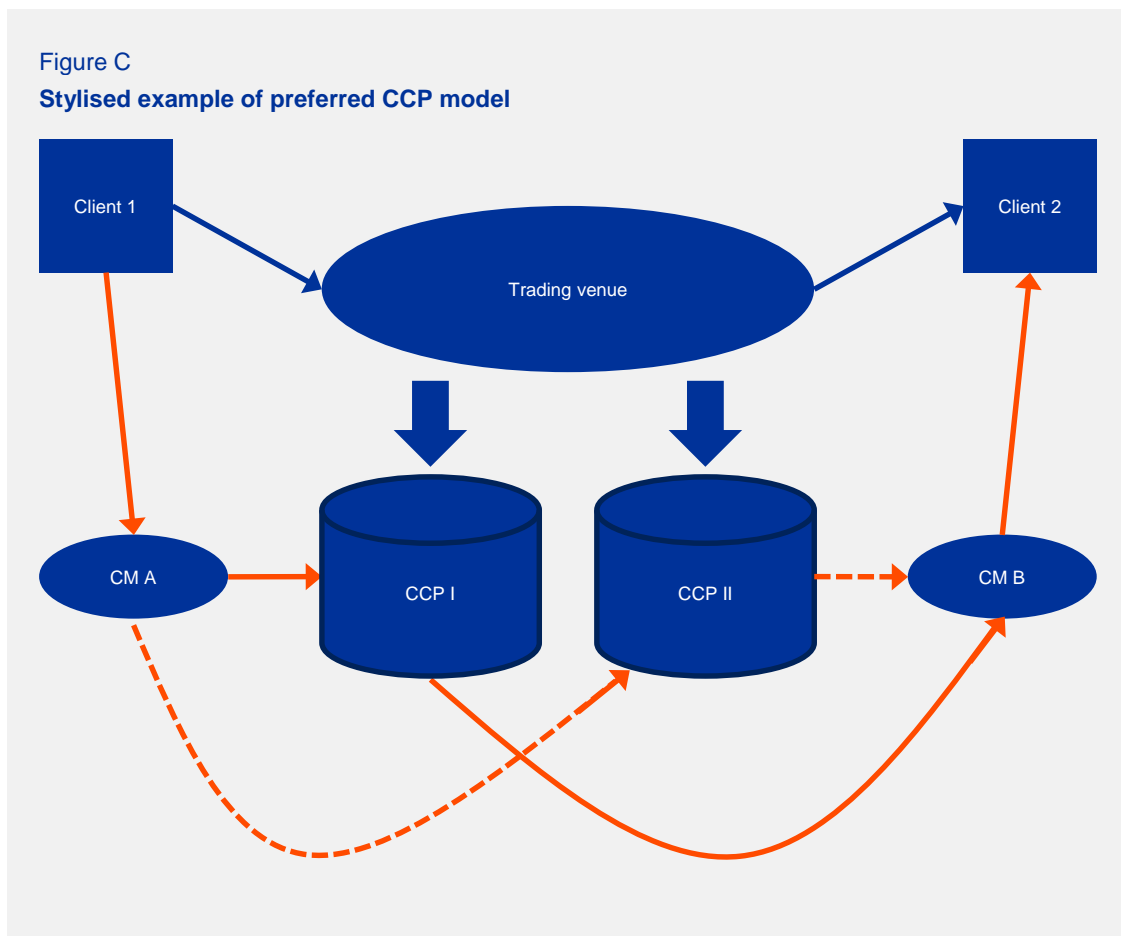 Figure C
Stylised example of preferred CCP model
Client 1
Client 2
Trading venue
CM A
CCP I
CCP II
CM B